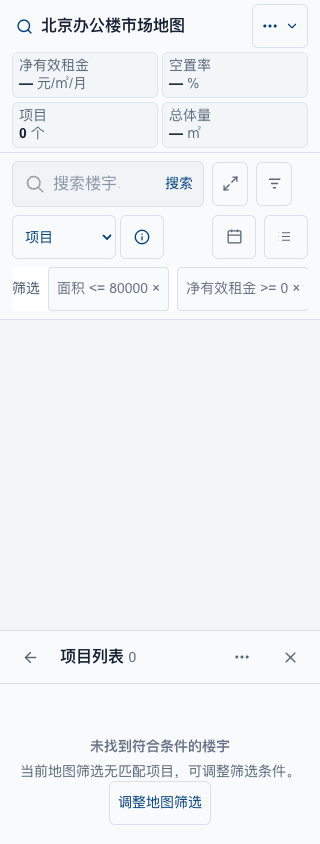 北京办公楼市场地图
净有效租金
— 元/㎡/月
空置率
— %
项目
0 个
总体量
— ㎡
搜索楼宇.
搜索
项目
筛选
面积 <= 80000 ×
净有效租金 >= 0 ×
项目列表 0
未找到符合条件的楼宇
当前地图筛选无匹配项目，可调整筛选条件。
调整地图筛选